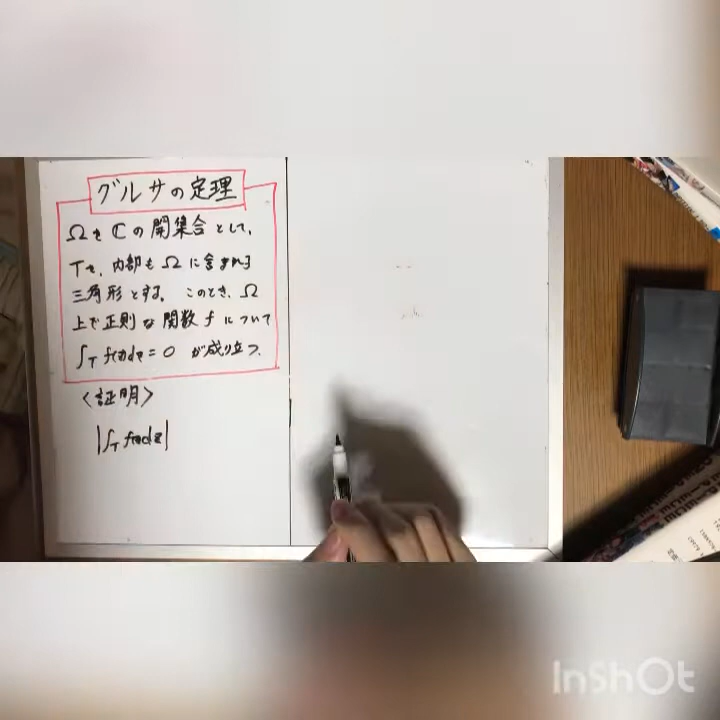 グルサの定理
Ωを ℂ の 開集合 として、
Tを、内部も Ω に含まれる
三角形 とする。このとき、Ω
上で正則な関数 f について
∫_T f(z)dz = 0 が成り立つ。
<証明>
|∫_T f(z)dz|
InShOt